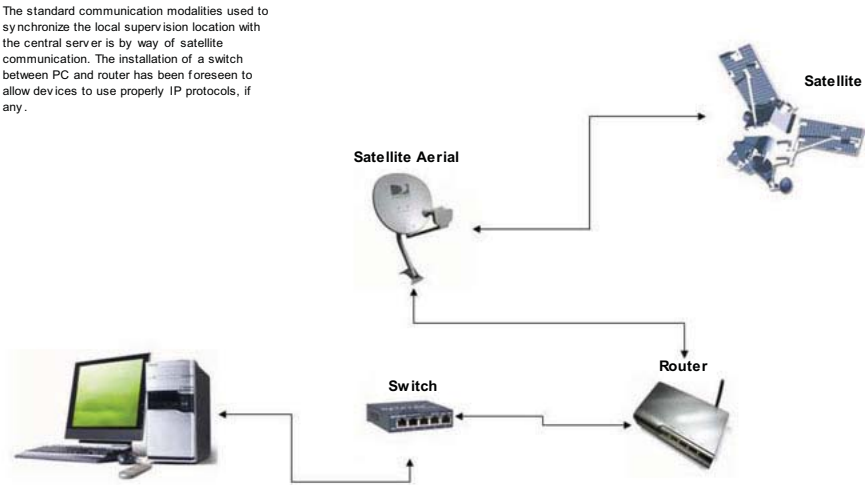 The standard communication modalities used to
synchronize the local supervision location with
the central server is by way of satellite
communication. The installation of a switch
between PC and router has been foreseen to
allow devices to use properly IP protocols, if
any.
Satellite
Satellite Aerial
Router
Switch
NETGEAR